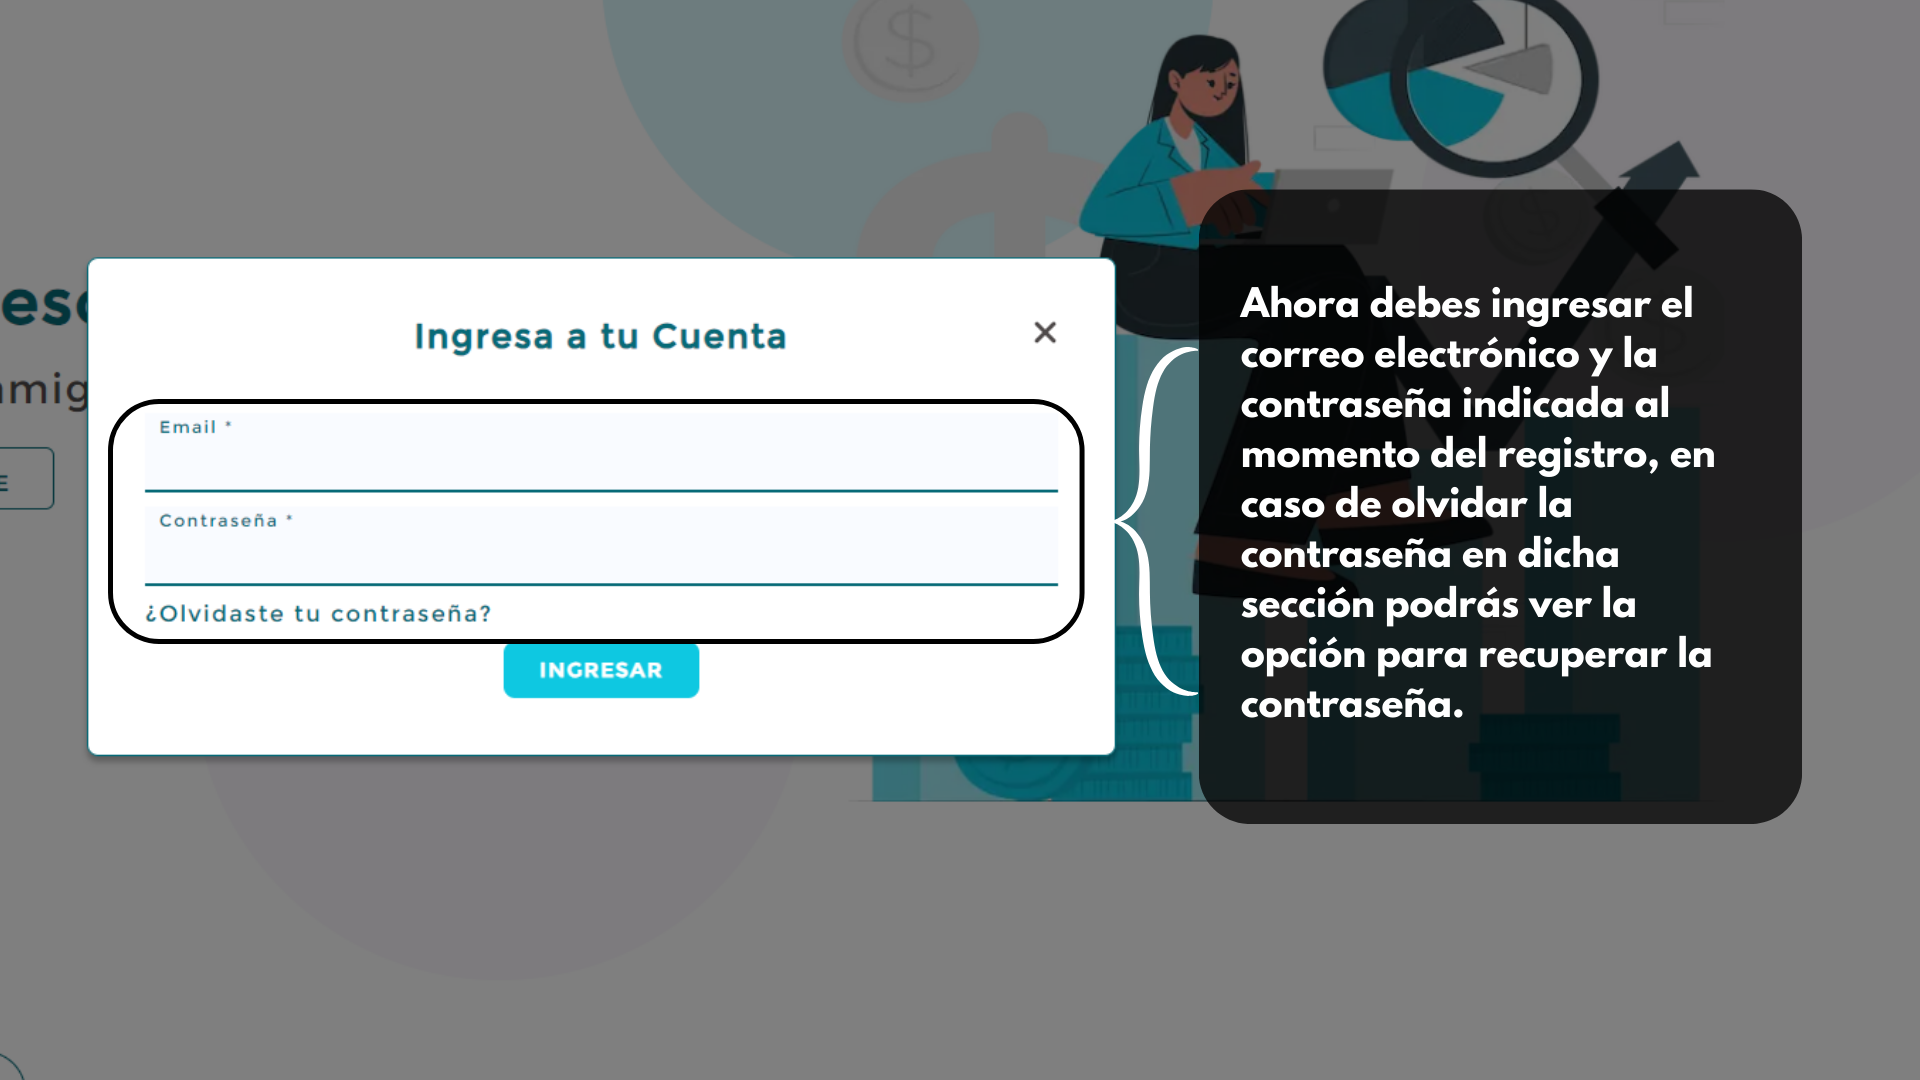 Ingresa a tu Cuenta
Email *
Contraseña *
¿Olvidaste tu contraseña?
INGRESAR
Ahora debes ingresar el
correo electrónico y la
contraseña indicada al
momento del registro, en
caso de olvidar la
contraseña en dicha
sección podrás ver la
opción para recuperar la
contraseña.